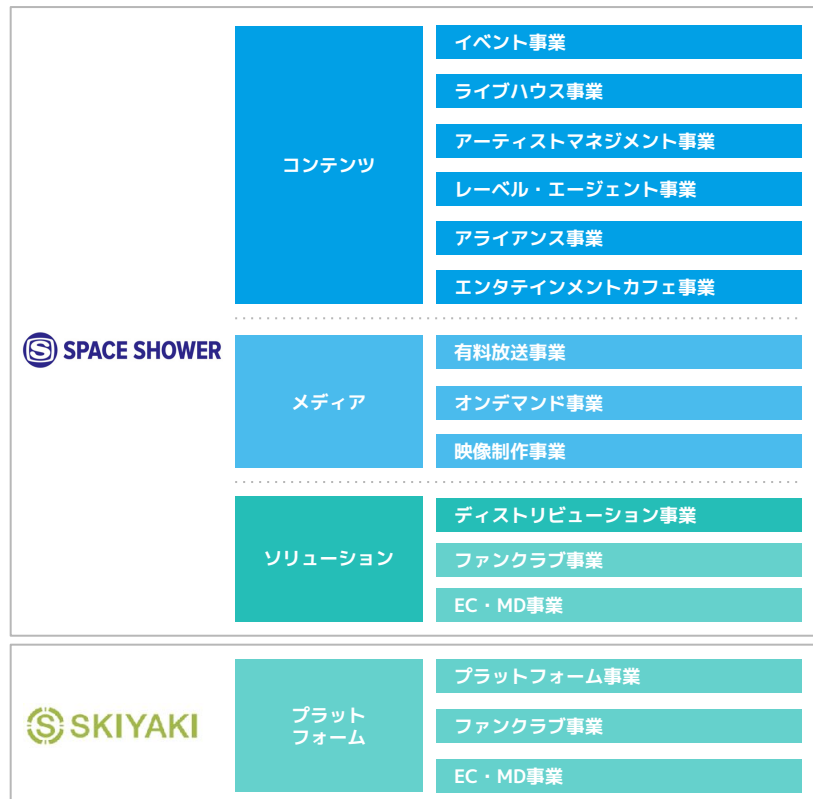 SPACE SHOWER
コンテンツ
イベント事業
ライブハウス事業
アーティストマネジメント事業
レーベル・エージェント事業
アライアンス事業
エンタテインメントカフェ事業
メディア
有料放送事業
オンデマンド事業
映像制作事業
ソリューション
ディストリビューション事業
ファンクラブ事業
EC・MD事業
SKIYAKI
プラット
フォーム
プラットフォーム事業
ファンクラブ事業
EC・MD事業